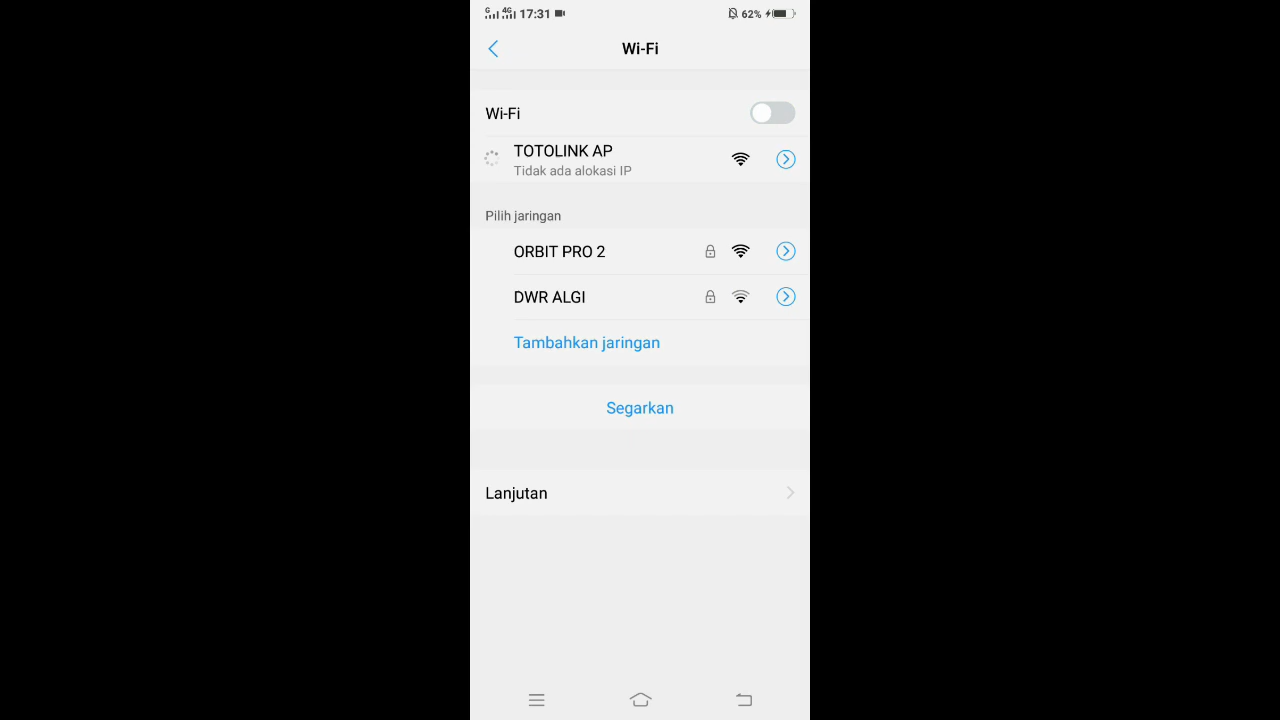 G 4G 17:31 62%
Wi-Fi
Wi-Fi
TOTOLINK AP
Tidak ada alokasi IP
Pilih jaringan
ORBIT PRO 2
DWR ALGI
Tambahkan jaringan
Segarkan
Lanjutan